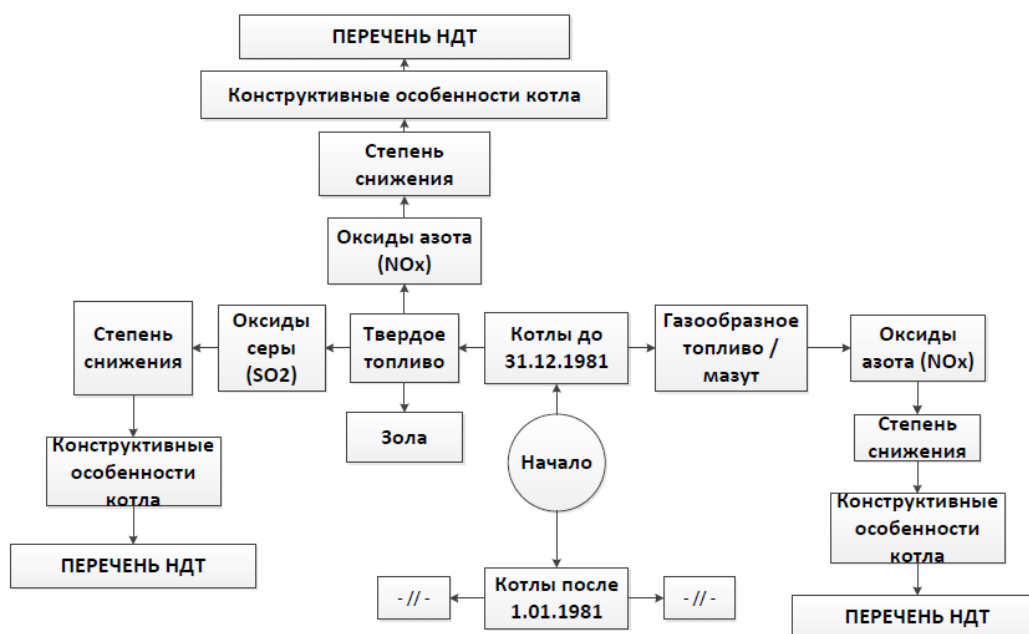 ПЕРЕЧЕНЬ НДТ
Конструктивные особенности котла
Степень
снижения
Оксиды азота
(NOx)
Степень
снижения
Оксиды
серы
(SO2)
Твердое
топливо
Котлы до
31.12.1981
Газообразное
топливо /
мазут
Оксиды
азота (NOx)
Зола
Начало
Степень
снижения
Конструктивные
особенности
котла
Конструктивные
особенности
котла
ПЕРЕЧЕНЬ НДТ
- // -
Котлы после
1.01.1981
- // -
ПЕРЕЧЕНЬ НДТ